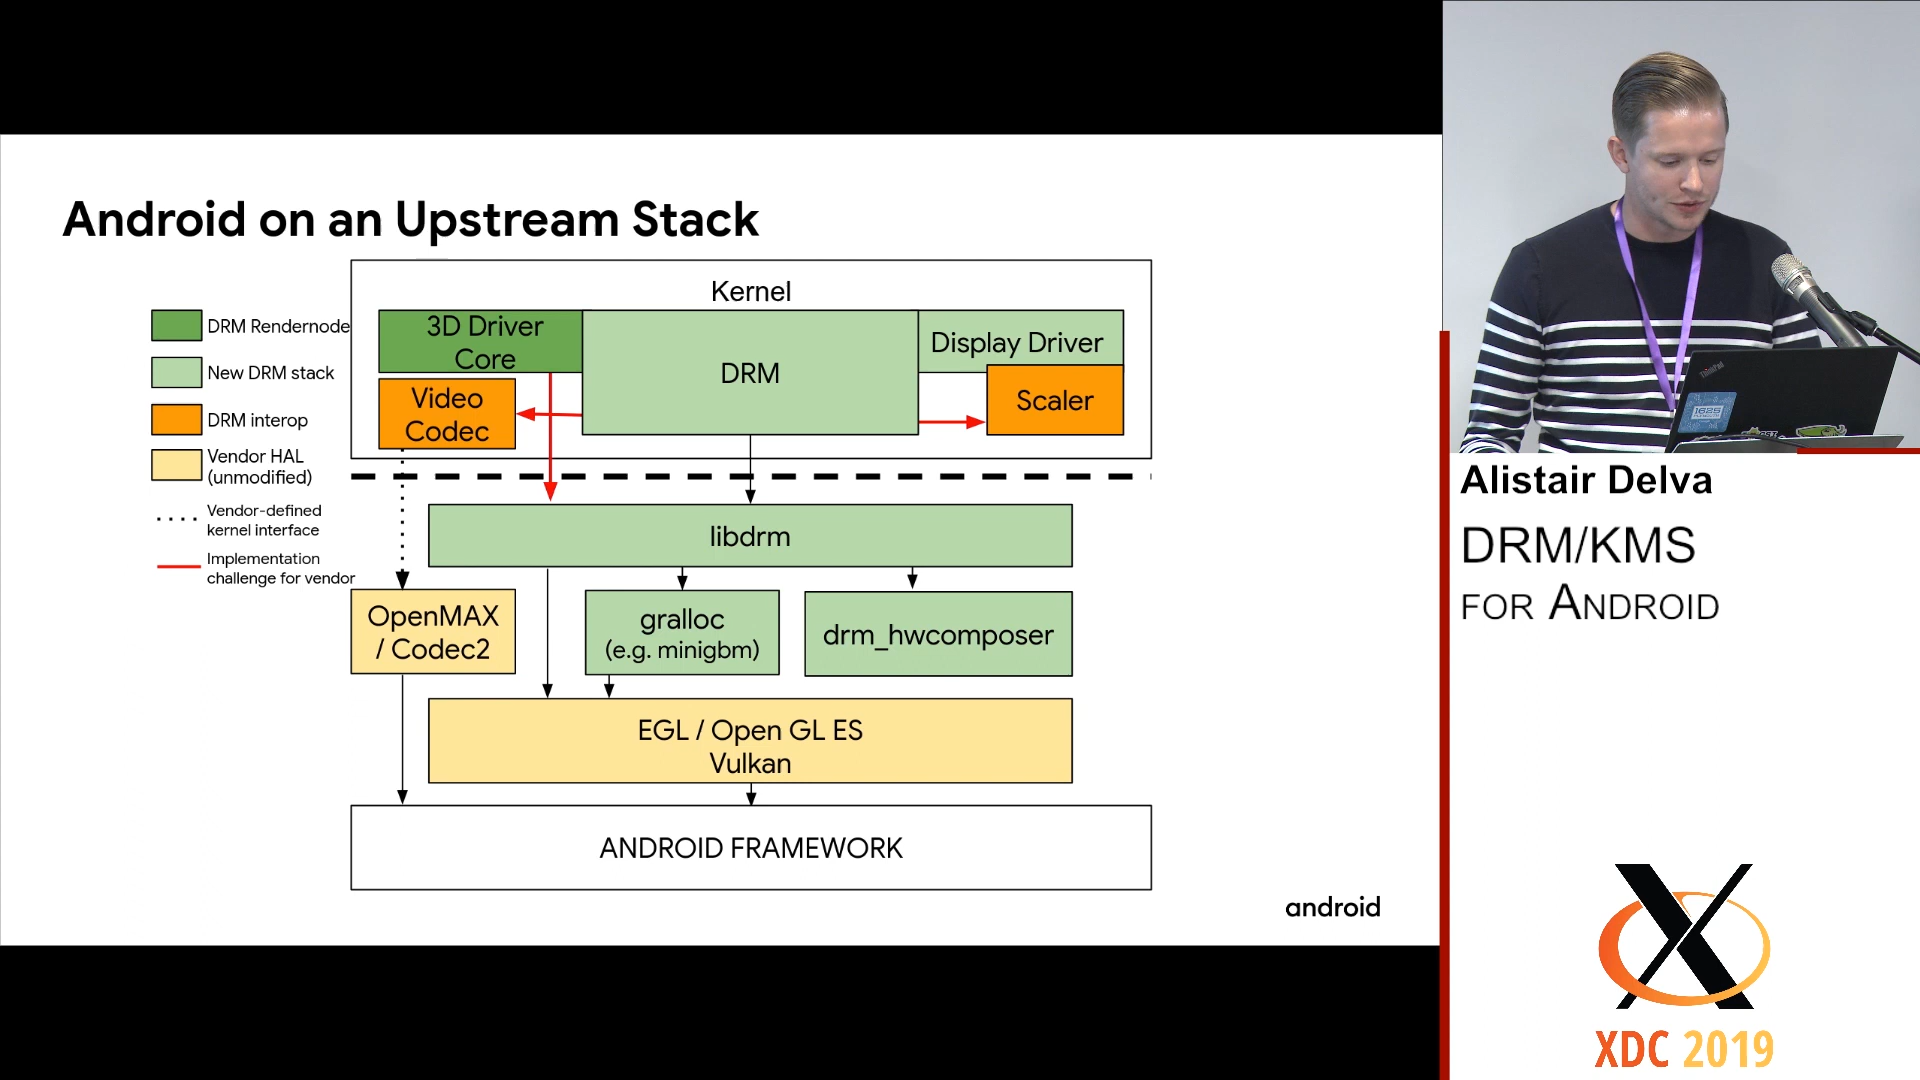 Android on an Upstream Stack
DRM Rendernode
New DRM stack
DRM interop
Vendor HAL
(unmodified)
Vendor-defined
kernel interface
Implementation
challenge for vendor
Kernel
3D Driver
Core
DRM
Display Driver
Video
Codec
Scaler
libdrm
OpenMAX
/ Codec2
gralloc
(e.g. minigbm)
drm_hwcomposer
EGL / Open GL ES
Vulkan
ANDROID FRAMEWORK
android
ThinkPad
1625
Alistair Delva
DRM/KMS
FOR ANDROID
XDC 2019